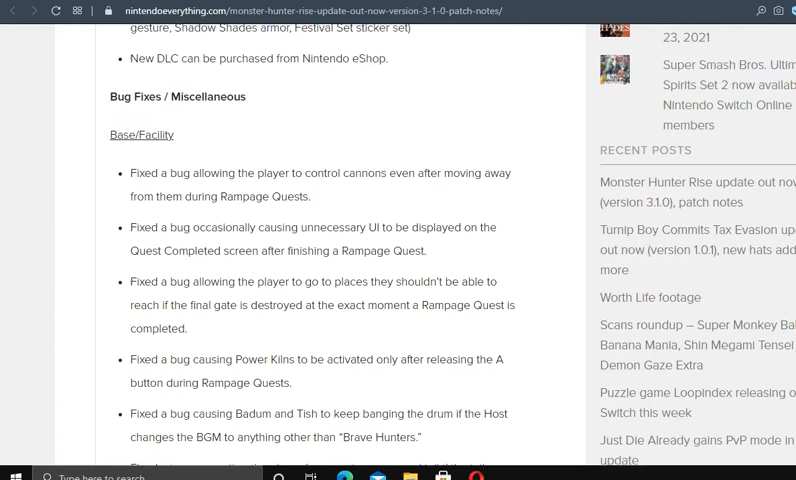 nintendoeverything.com/monster-hunter-rise-update-out-now-version-3-1-0-patch-notes/
gesture, Shadow Shades armor, Festival Set sticker set)
• New DLC can be purchased from Nintendo eShop.
Bug Fixes / Miscellaneous
Base/Facility
• Fixed a bug allowing the player to control cannons even after moving away
from them during Rampage Quests.
• Fixed a bug occasionally causing unnecessary UI to be displayed on the
Quest Completed screen after finishing a Rampage Quest.
• Fixed a bug allowing the player to go to places they shouldn't be able to
reach if the final gate is destroyed at the exact moment a Rampage Quest is
completed.
• Fixed a bug causing Power Kilns to be activated only after releasing the A
button during Rampage Quests.
• Fixed a bug causing Badum and Tish to keep banging the drum if the Host
changes the BGM to anything other than “Brave Hunters.”
HADES
23, 2021
Super Smash Bros. Ultim
Spirits Set 2 now availab
Nintendo Switch Online
members
RECENT POSTS
Monster Hunter Rise update out now
(version 3.1.0), patch notes
Turnip Boy Commits Tax Evasion up
out now (version 1.0.1), new hats add
more
Worth Life footage
Scans roundup – Super Monkey Bal
Banana Mania, Shin Megami Tensei
Demon Gaze Extra
Puzzle game Loopindex releasing o
Switch this week
Just Die Already gains PvP mode in
update
Type here to search